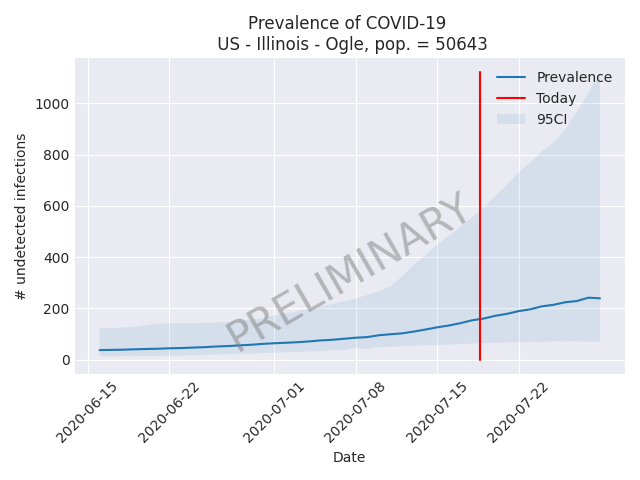 Prevalence of COVID-19
US - Illinois - Ogle, pop. = 50643
Prevalence
Today
95CI
# undetected infections
1000
800
600
400
200
0
PRELIMINARY
2020-06-15
2020-06-22
2020-07-01
2020-07-08
2020-07-15
2020-07-22
Date